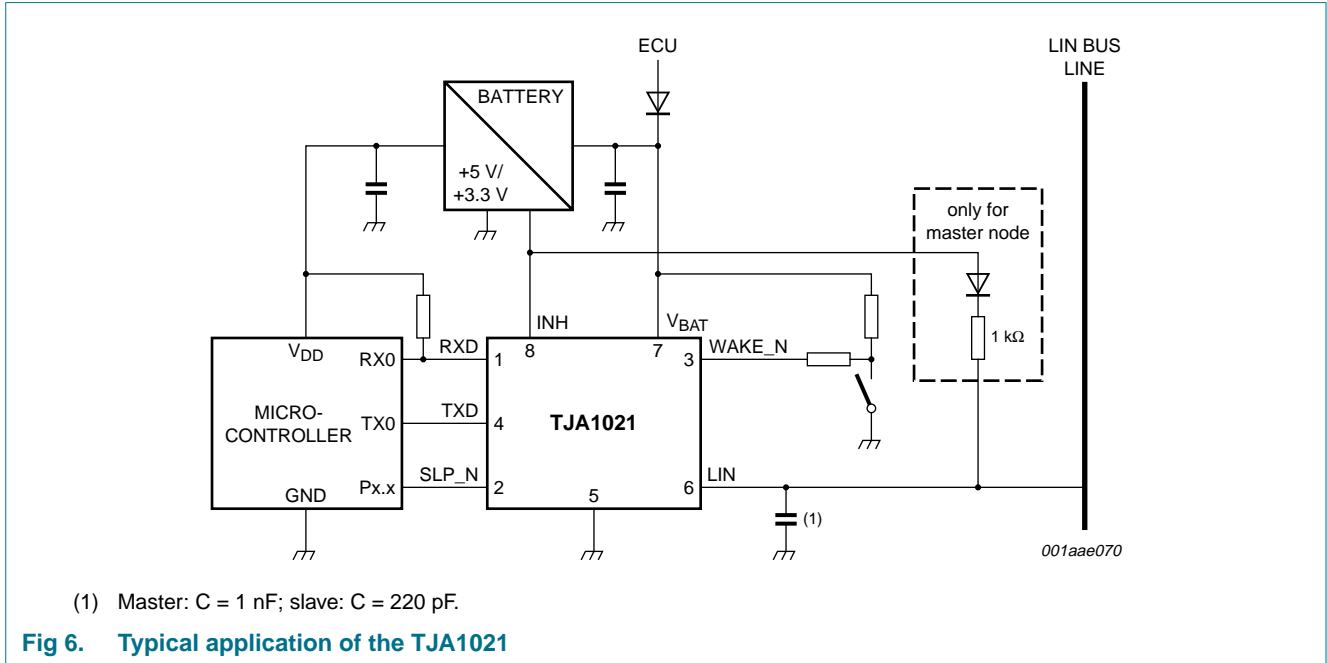 ECU
LIN BUS
LINE
BATTERY
+5 V/
+3.3 V
only for
master node
INH
VBAT
1 kΩ
VDD
RX0
RXD
1
8
7
3
WAKE_N
MICRO-
CONTROLLER
TX0
TXD
4
TJA1021
Px.x
SLP_N
2
6
LIN
GND
5
(1)
001aae070
(1) Master: C = 1 nF; slave: C = 220 pF.
Fig 6. Typical application of the TJA1021